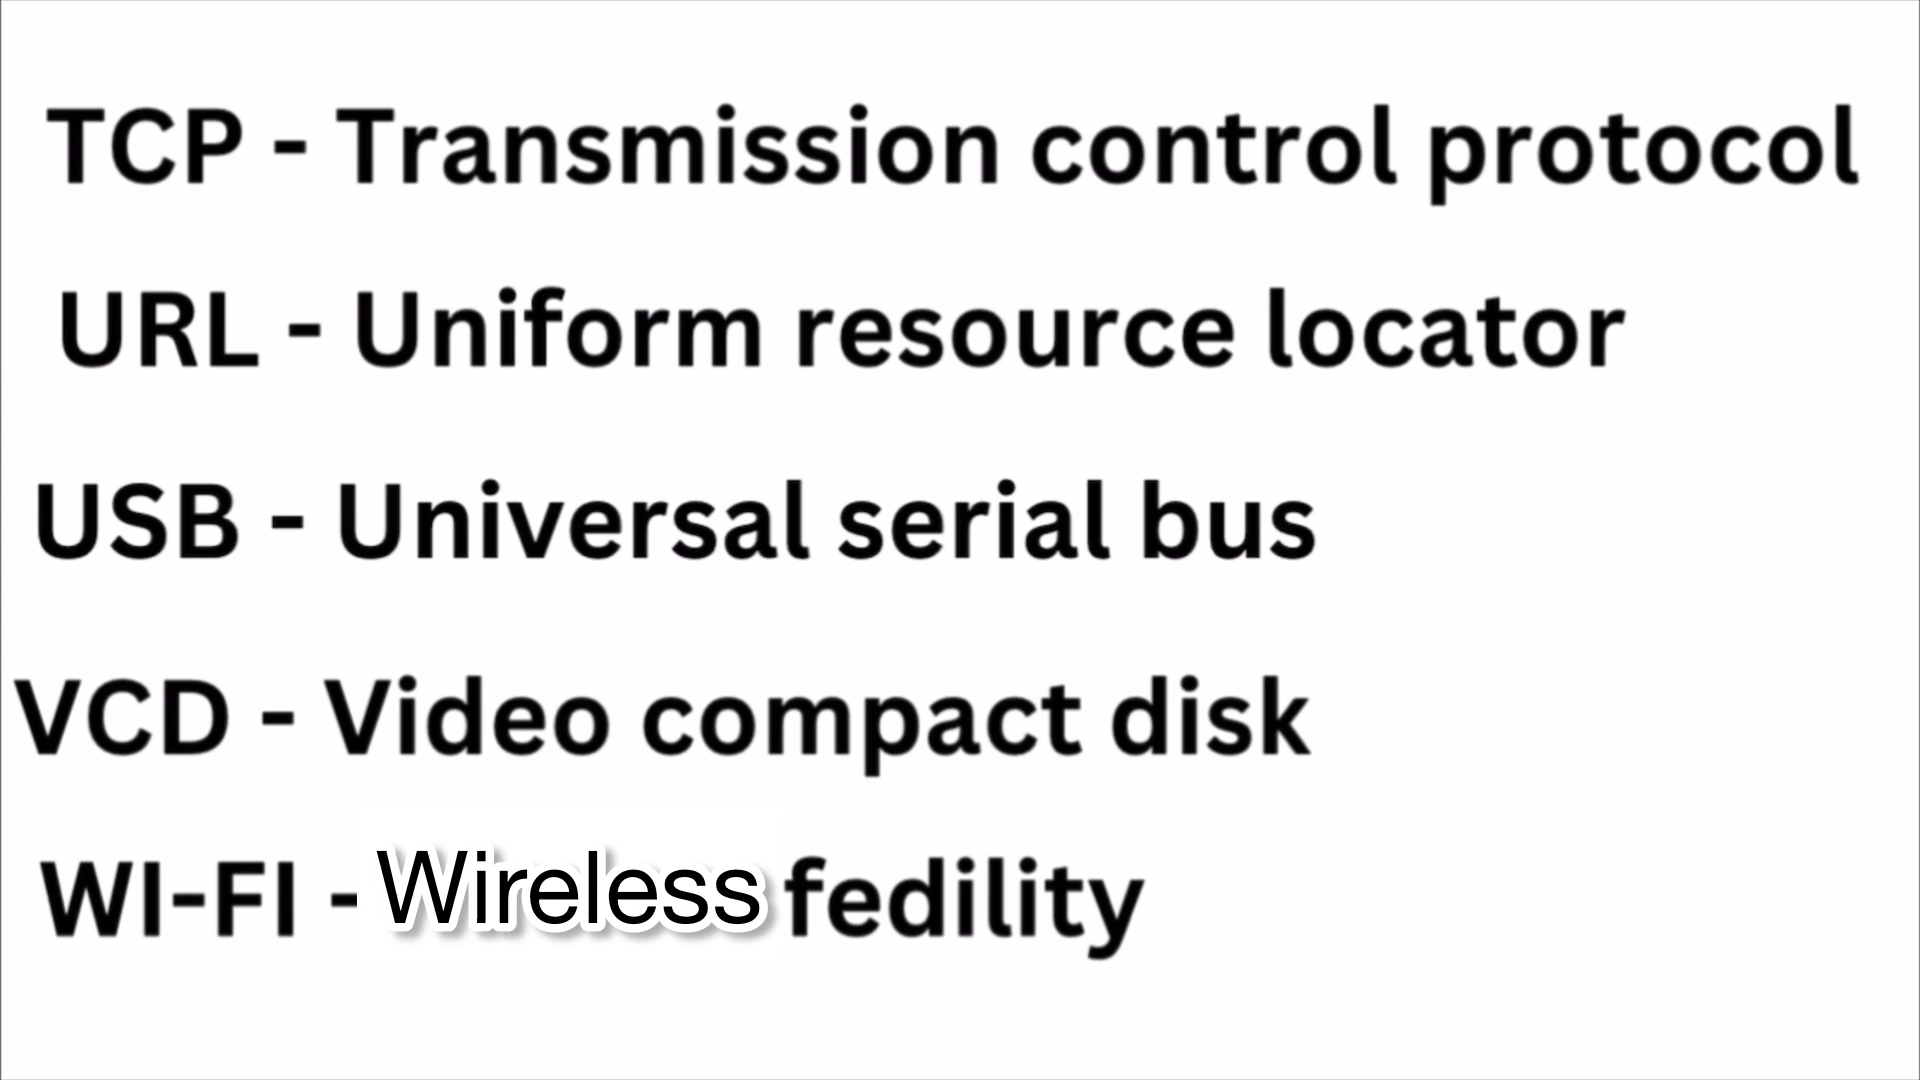 TCP - Transmission control protocol
URL - Uniform resource locator
USB - Universal serial bus
VCD - Video compact disk
WI-FI - Wireless fedility